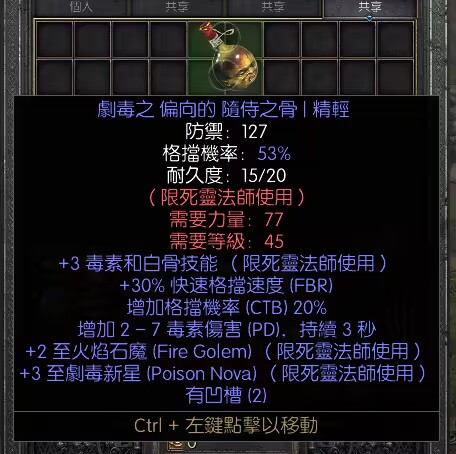 個人 共享 共享 共享
劇毒之 偏向的 隨侍之骨 | 精輕
防禦: 127
格擋機率: 53%
耐久度: 15/20
（限死靈法師使用）
需要力量: 77
需要等級: 45
+3 毒素和白骨技能 （限死靈法師使用）
+30% 快速格擋速度 (FBR)
增加格擋機率 (CTB) 20%
增加 2 - 7 毒素傷害 (PD)，持續 3 秒
+2 至火焰石魔 (Fire Golem) （限死靈法師使用）
+3 至劇毒新星 (Poison Nova) （限死靈法師使用）
有凹槽 (2)
Ctrl + 左鍵點擊以移動
0